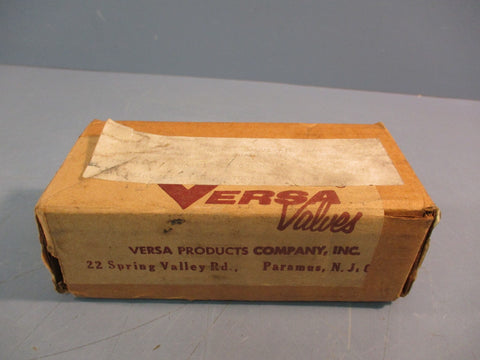 VERSA
Valves
VERSA PRODUCTS COMPANY, INC.
22 Spring Valley Rd., Paramus, N. J.